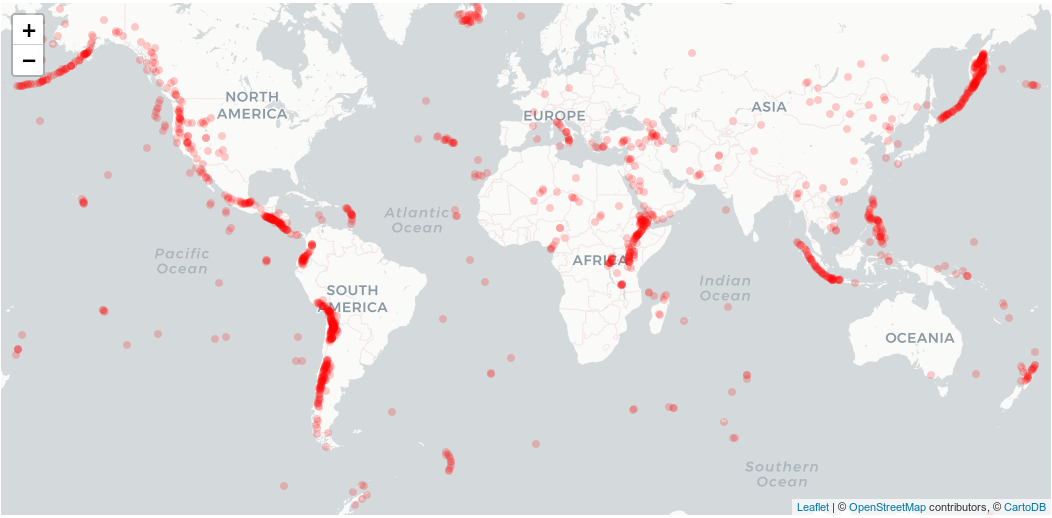 +
−
NORTH
AMERICA
EUROPE
ASIA
Atlantic
Ocean
Pacific
Ocean
AFRICA
Indian
Ocean
SOUTH
AMERICA
OCEANIA
Southern
Ocean
Leaflet | © OpenStreetMap contributors, © CartoDB